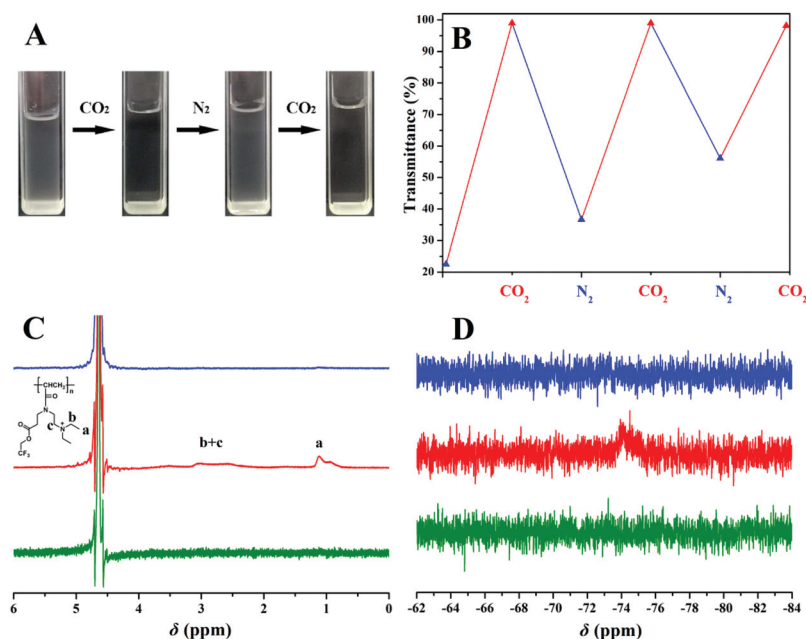 A
CO₂
N₂
CO₂
B
Transmittance (%)
100
90
80
70
60
50
40
30
20
CO₂
N₂
CO₂
N₂
CO₂
C
n
O
N
O
O
CF₃
c
N⁺
b
a
b+c
a
6 5 4 3 2 1 0
δ (ppm)
D
-62 -64 -66 -68 -70 -72 -74 -76 -78 -80 -82 -84
δ (ppm)